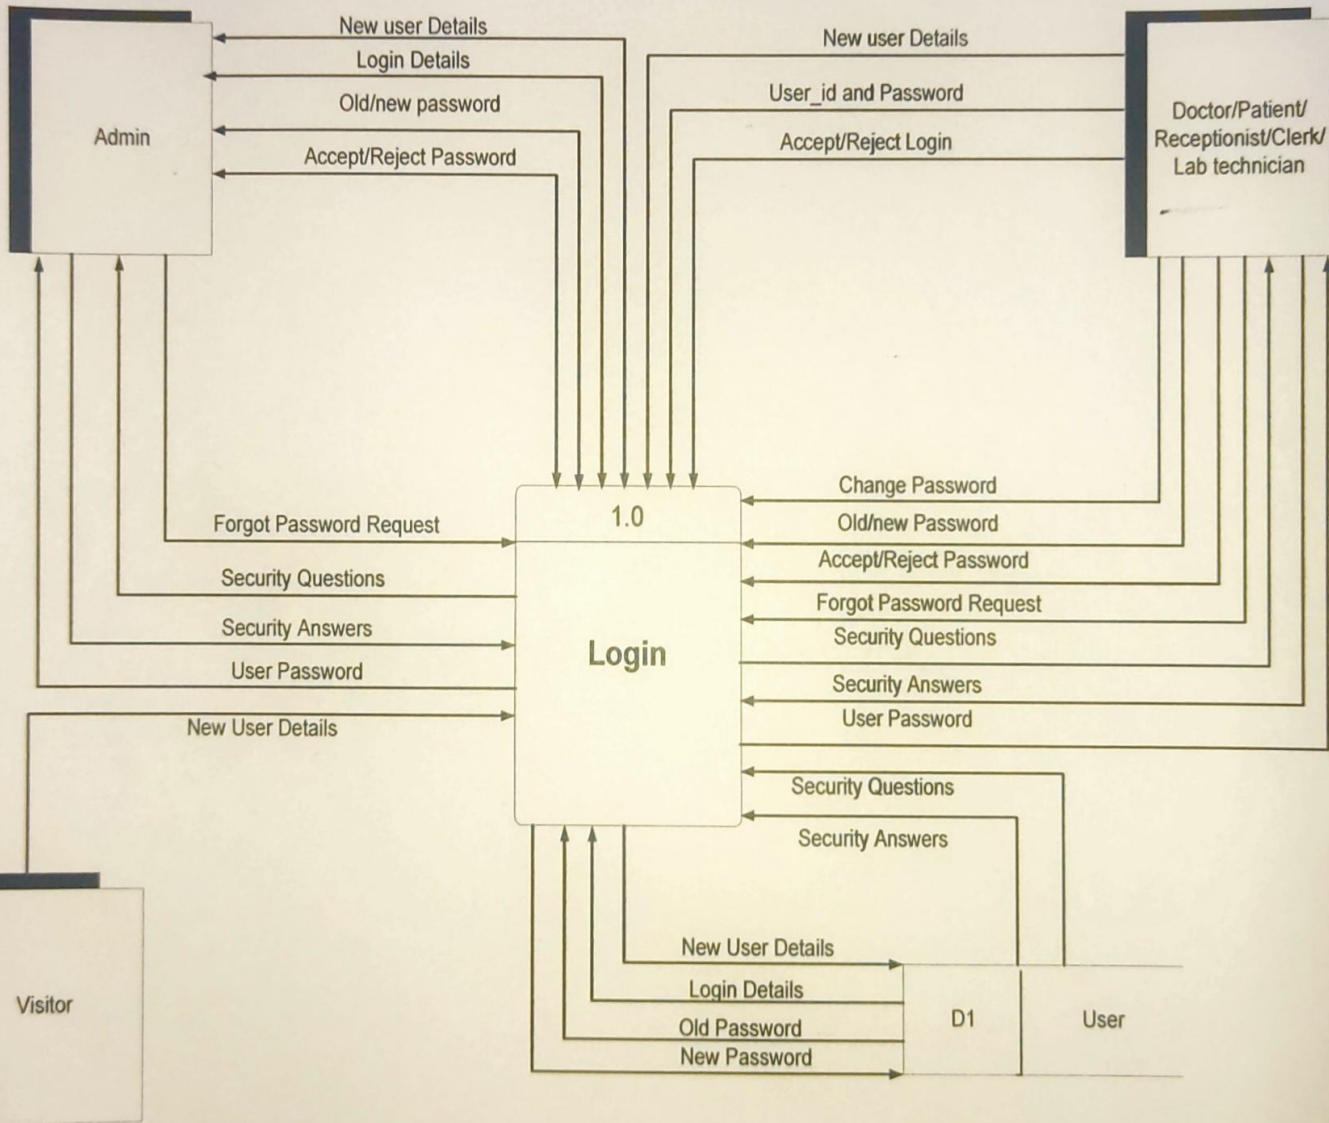 New user Details
Login Details
Old/new password
Accept/Reject Password
Admin
New user Details
User_id and Password
Accept/Reject Login
Doctor/Patient/
Receptionist/Clerk/
Lab technician
1.0
Login
Forgot Password Request
Security Questions
Security Answers
User Password
New User Details
Change Password
Old/new Password
Accept/Reject Password
Forgot Password Request
Security Questions
Security Answers
User Password
Security Questions
Security Answers
New User Details
Login Details
Old Password
New Password
D1
User
Visitor